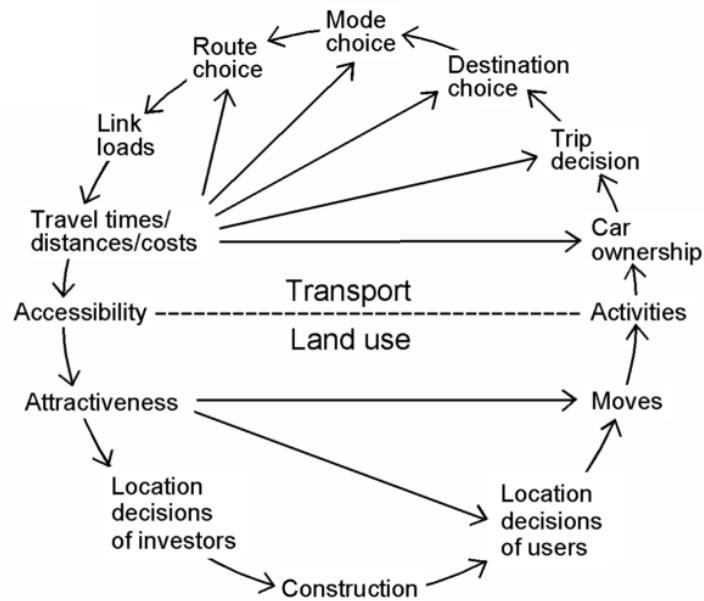 Mode
choice
Route
choice
Destination
choice
Link
loads
Trip
decision
Travel times/
distances/costs
Car
ownership
Transport
Accessibility
Activities
Land use
Attractiveness
Moves
Location
decisions
of investors
Location
decisions
of users
Construction